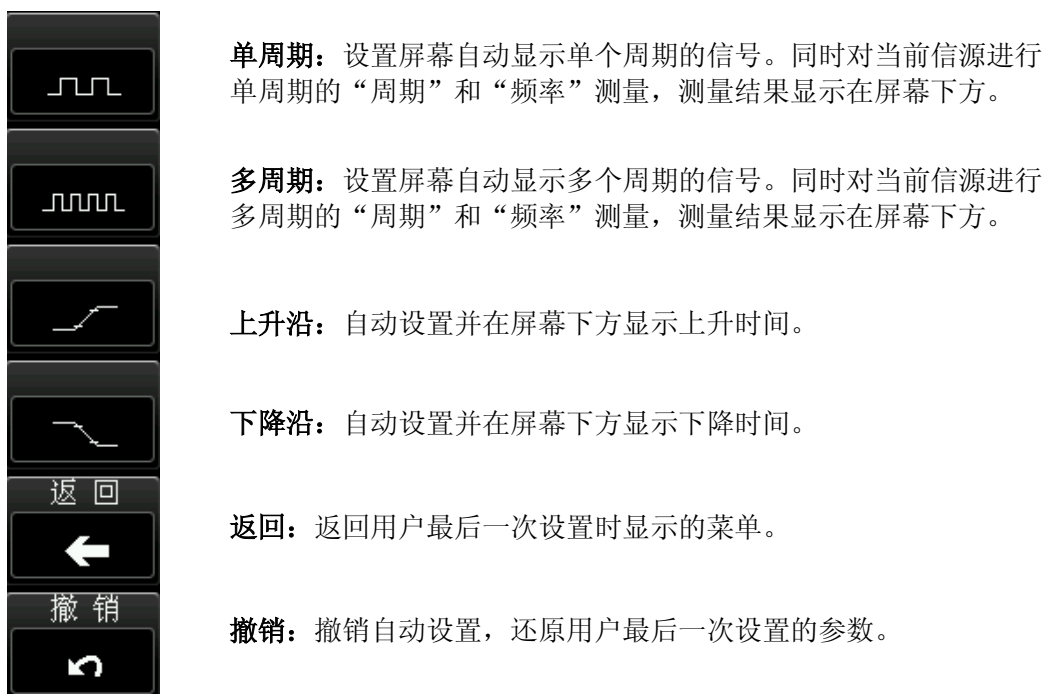 单周期：设置屏幕自动显示单个周期的信号。同时对当前信源进行
单周期的“周期”和“频率”测量，测量结果显示在屏幕下方。
多周期：设置屏幕自动显示多个周期的信号。同时对当前信源进行
多周期的“周期”和“频率”测量，测量结果显示在屏幕下方。
上升沿：自动设置并在屏幕下方显示上升时间。
下降沿：自动设置并在屏幕下方显示下降时间。
返 回
返回：返回用户最后一次设置时显示的菜单。
撤 销
撤销：撤销自动设置，还原用户最后一次设置的参数。